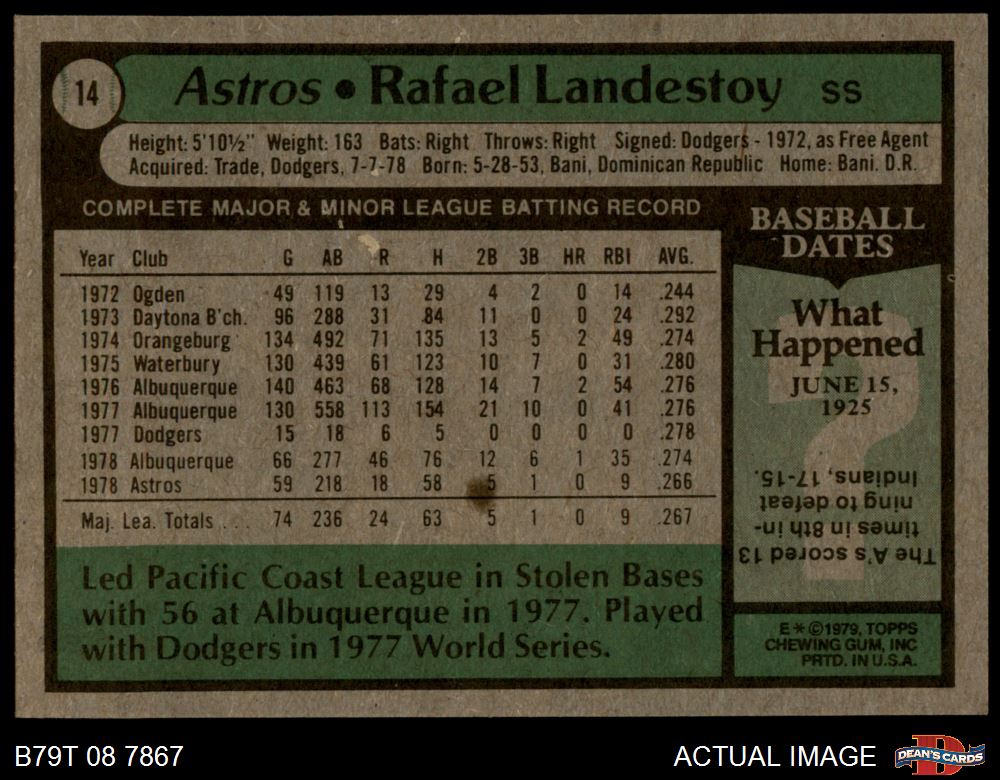 14
Astros • Rafael Landestoy SS
Height: 5'10½" Weight: 163 Bats: Right Throws: Right Signed: Dodgers - 1972, as Free Agent
Acquired: Trade, Dodgers, 7-7-78 Born: 5-28-53, Bani, Dominican Republic Home: Bani. D.R.
COMPLETE MAJOR & MINOR LEAGUE BATTING RECORD
Year Club G AB R H 2B 3B HR RBI AVG.
1972 Ogden 49 119 13 29 4 2 0 14 .244
1973 Daytona B'ch. 96 288 31 84 11 0 0 24 .292
1974 Orangeburg 134 492 71 135 13 5 2 49 .274
1975 Waterbury 130 439 61 123 10 7 0 31 .280
1976 Albuquerque 140 463 68 128 14 7 2 54 .276
1977 Albuquerque 130 558 113 154 21 10 0 41 .276
1977 Dodgers 15 18 6 5 0 0 0 0 .278
1978 Albuquerque 66 277 46 76 12 6 1 35 .274
1978 Astros 59 218 18 58 5 1 0 9 .266
Maj. Lea. Totals . . . 74 236 24 63 5 1 0 9 .267
Led Pacific Coast League in Stolen Bases
with 56 at Albuquerque in 1977. Played
with Dodgers in 1977 World Series.
BASEBALL
DATES
What
Happened
JUNE 15,
1925
?
The A's scored 13
times in 8th in-
ning to defeat
Indians, 17-15.
E*©1979, TOPPS
CHEWING GUM, INC
PRTD. IN U.S.A.
B79T 08 7867
ACTUAL IMAGE
D
DEAN'S CARDS